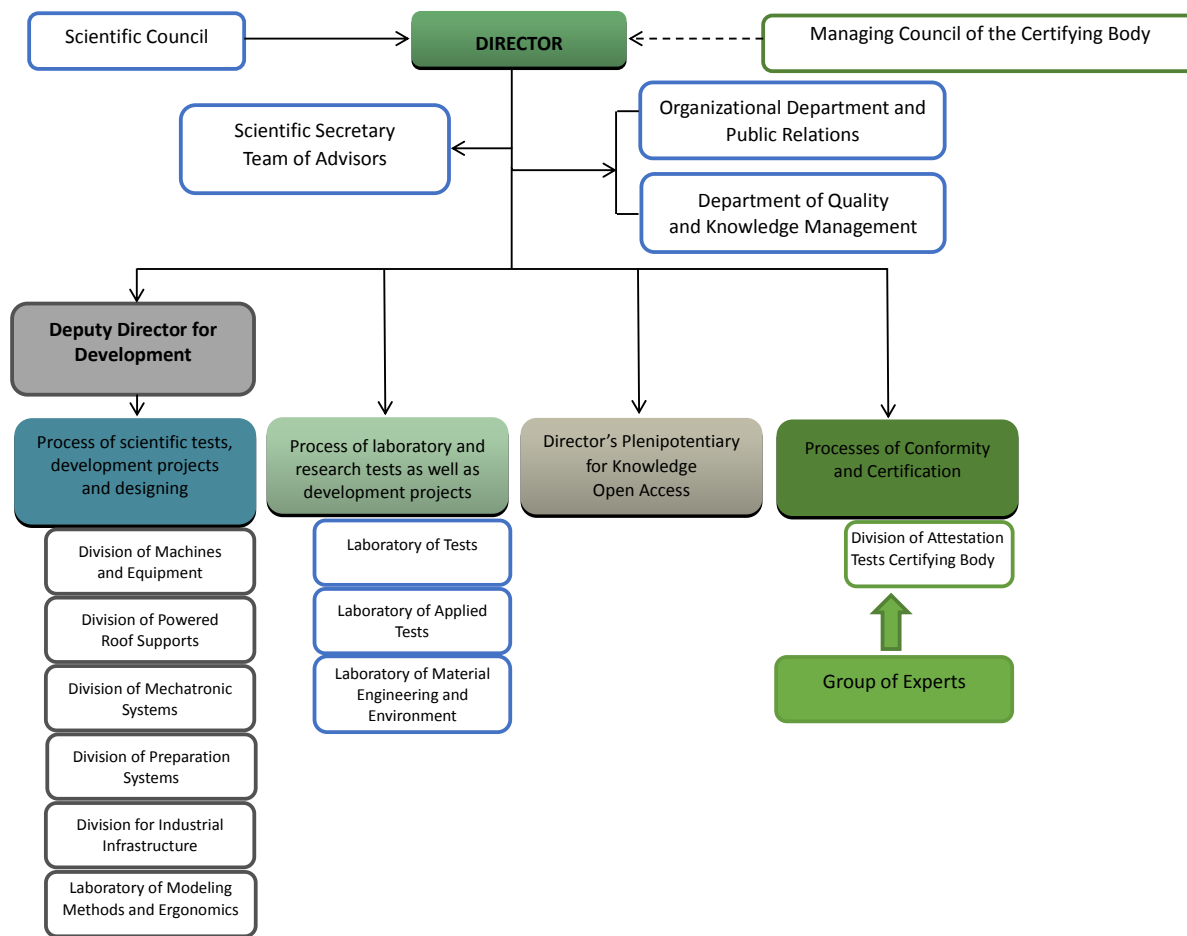 Scientific Council
DIRECTOR
Managing Council of the Certifying Body
Scientific Secretary
Team of Advisors
Organizational Department and
Public Relations
Department of Quality
and Knowledge Management
Deputy Director for
Development
Process of scientific tests,
development projects
and designing
Process of laboratory and
research tests as well as
development projects
Director’s Plenipotentiary
for Knowledge
Open Access
Processes of Conformity
and Certification
Division of Machines
and Equipment
Division of Powered
Roof Supports
Division of Mechatronic
Systems
Division of Preparation
Systems
Division for Industrial
Infrastructure
Laboratory of Modeling
Methods and Ergonomics
Laboratory of Tests
Laboratory of Applied
Tests
Laboratory of Material
Engineering and
Environment
Division of Attestation
Tests Certifying Body
Group of Experts